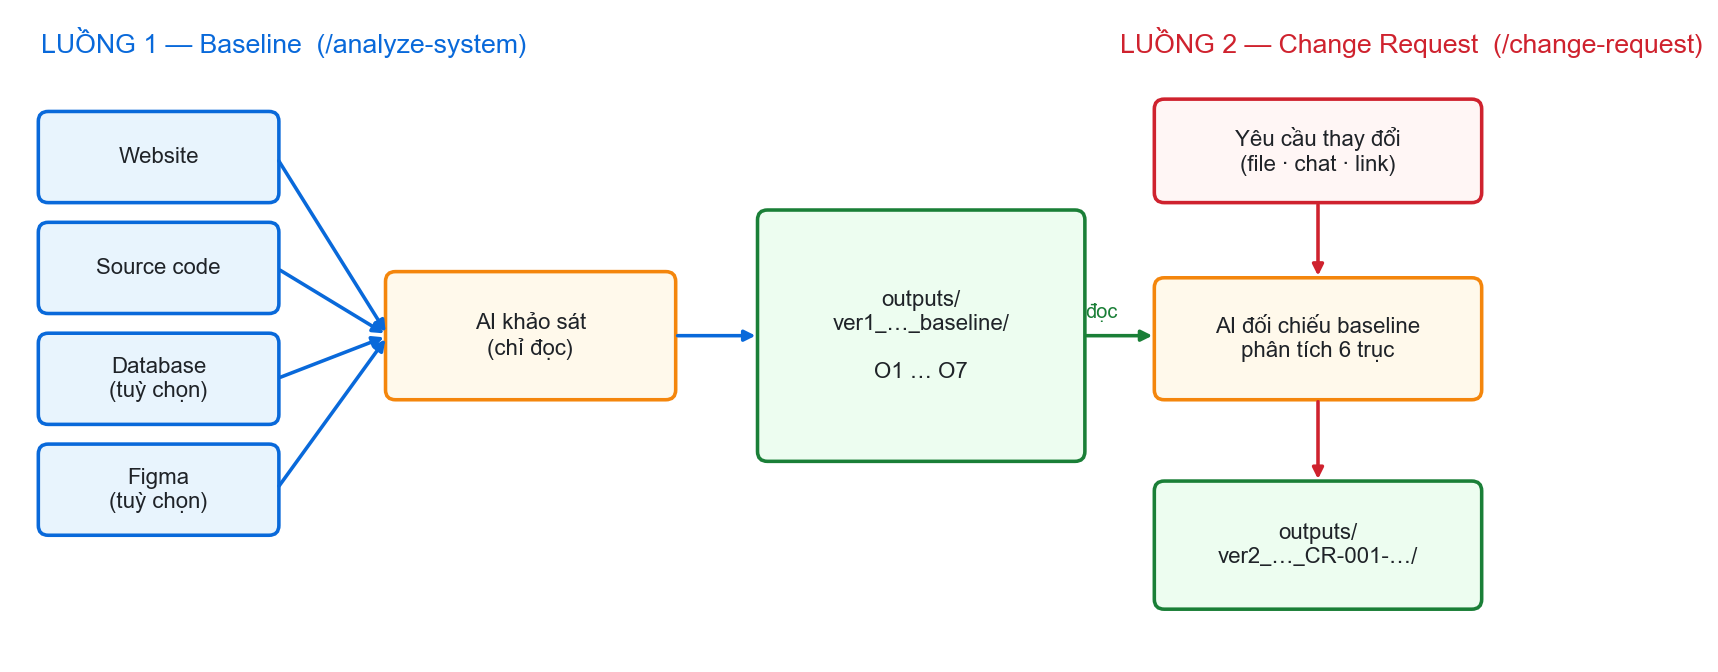 LUỒNG 1 — Baseline (/analyze-system)
LUỒNG 2 — Change Request (/change-request)
Website
Source code
Database
(tuỳ chọn)
Figma
(tuỳ chọn)
AI khảo sát
(chỉ đọc)
outputs/
ver1_…_baseline/
O1 … O7
đọc
Yêu cầu thay đổi
(file · chat · link)
AI đối chiếu baseline
phân tích 6 trục
outputs/
ver2_…_CR-001-…/